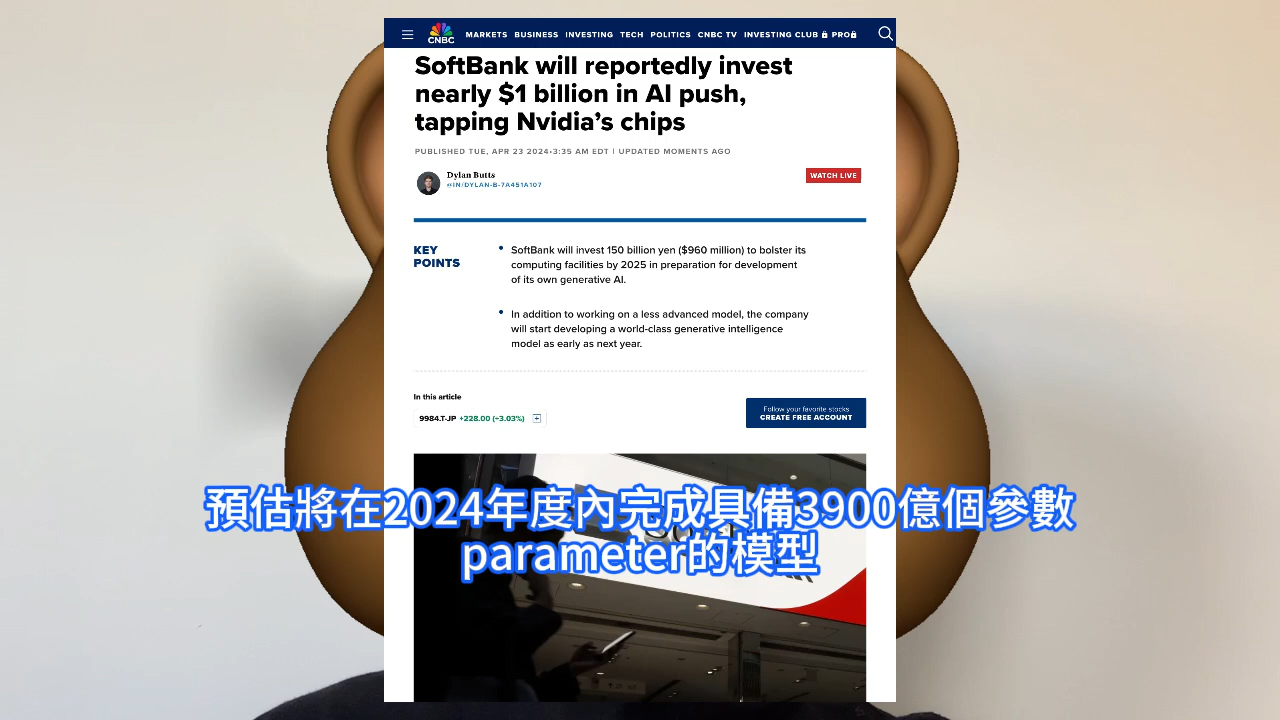 CNBC
MARKETS BUSINESS INVESTING TECH POLITICS CNBC TV INVESTING CLUB PRO
SoftBank will reportedly invest
nearly $1 billion in AI push,
tapping Nvidia’s chips
PUBLISHED TUE, APR 23 2024•3:35 AM EDT | UPDATED MOMENTS AGO
Dylan Butts
@IN/DYLAN-B-7A451A107
WATCH LIVE
KEY
POINTS
• SoftBank will invest 150 billion yen ($960 million) to bolster its
computing facilities by 2025 in preparation for development
of its own generative AI.
• In addition to working on a less advanced model, the company
will start developing a world-class generative intelligence
model as early as next year.
In this article
9984.T-JP +228.00 (+3.03%)
Follow your favorite stocks
CREATE FREE ACCOUNT
預估將在2024年度內完成具備3900億個參數
parameter的模型